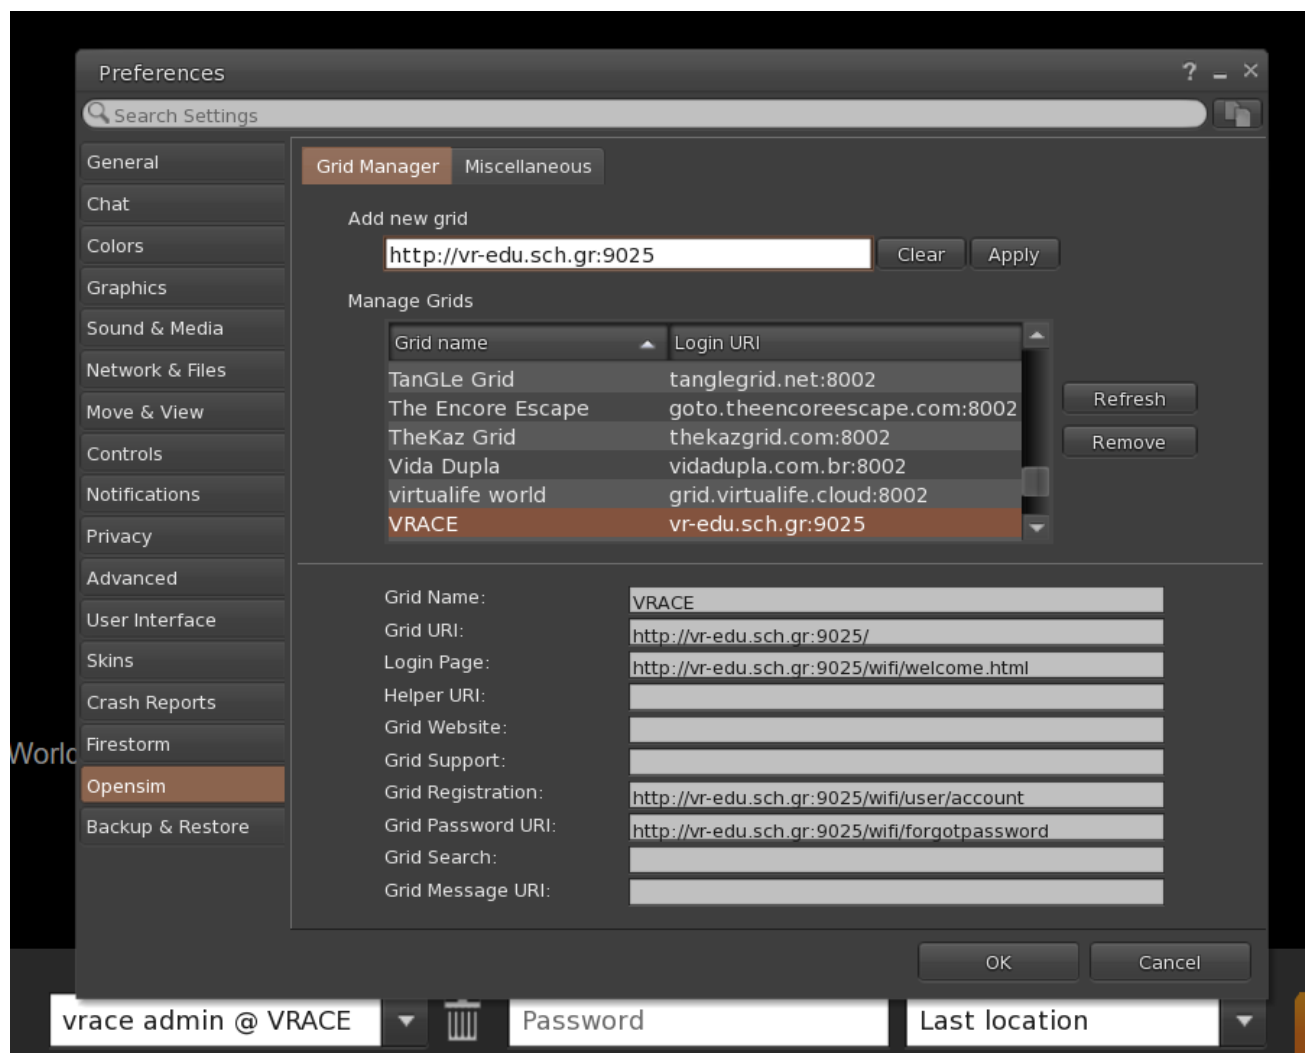 Preferences
?
Search Settings
General
Chat
Colors
Graphics
Sound & Media
Network & Files
Move & View
Controls
Notifications
Privacy
Advanced
User Interface
Skins
Crash Reports
Firestorm
Opensim
Backup & Restore
Grid Manager Miscellaneous
Add new grid
http://vr-edu.sch.gr:9025 Clear Apply
Manage Grids
Grid name Login URI
TanGLe Grid tanglegrid.net:8002
The Encore Escape goto.theencoreescape.com:8002
TheKaz Grid thekazgrid.com:8002
Vida Dupla vidadupla.com.br:8002
virtualife world grid.virtualife.cloud:8002
VRACE vr-edu.sch.gr:9025
Refresh
Remove
Grid Name: VRACE
Grid URI: http://vr-edu.sch.gr:9025/
Login Page: http://vr-edu.sch.gr:9025/wifi/welcome.html
Helper URI:
Grid Website:
Grid Support:
Grid Registration: http://vr-edu.sch.gr:9025/wifi/user/account
Grid Password URI: http://vr-edu.sch.gr:9025/wifi/forgotpassword
Grid Search:
Grid Message URI:
OK Cancel
World
vrace admin @ VRACE Password Last location